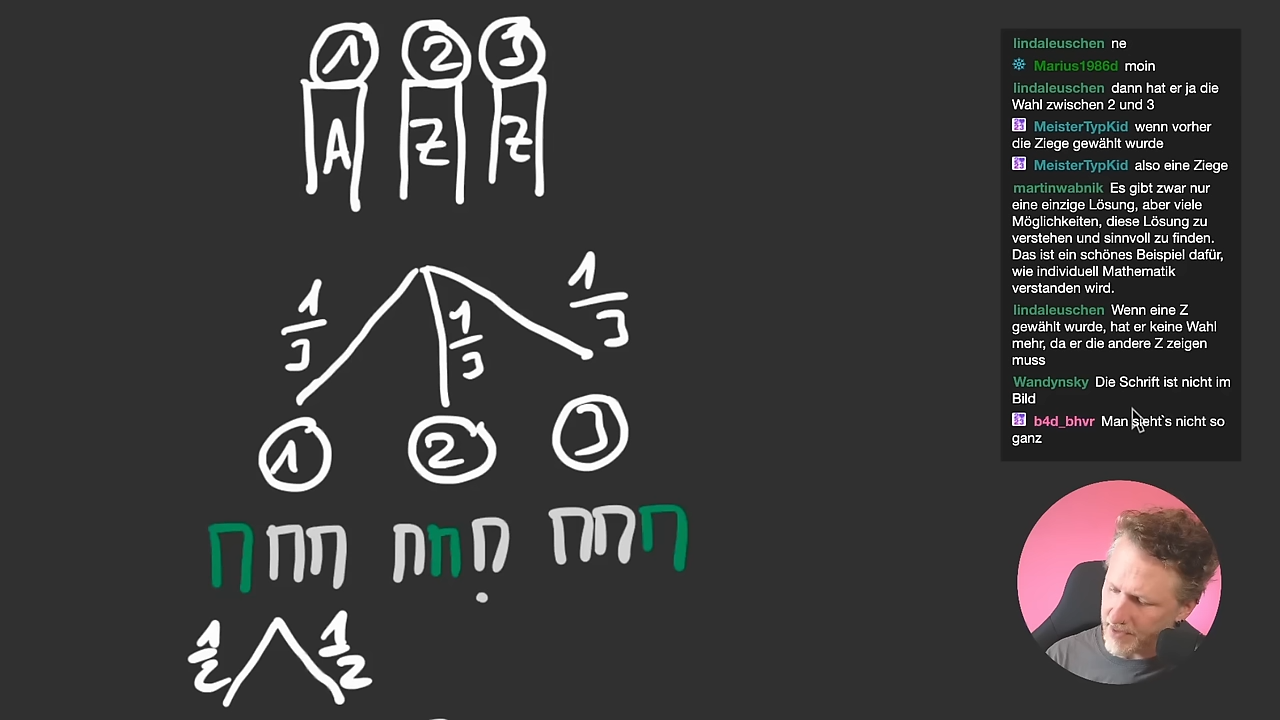 1 2 3
A Z Z
1/3 1/3 1/3
1 2 3
1/2 1/2
lindaleuschen ne
Marius1986d moin
lindaleuschen dann hat er ja die
Wahl zwischen 2 und 3
MeisterTypKid wenn vorher
die Ziege gewählt wurde
MeisterTypKid also eine Ziege
martinwabnik Es gibt zwar nur
eine einzige Lösung, aber viele
Möglichkeiten, diese Lösung zu
verstehen und sinnvoll zu finden.
Das ist ein schönes Beispiel dafür,
wie individuell Mathematik
verstanden wird.
lindaleuschen Wenn eine Z
gewählt wurde, hat er keine Wahl
mehr, da er die andere Z zeigen
muss
Wandynsky Die Schrift ist nicht im
Bild
b4d_bhvr Man sieht`s nicht so
ganz